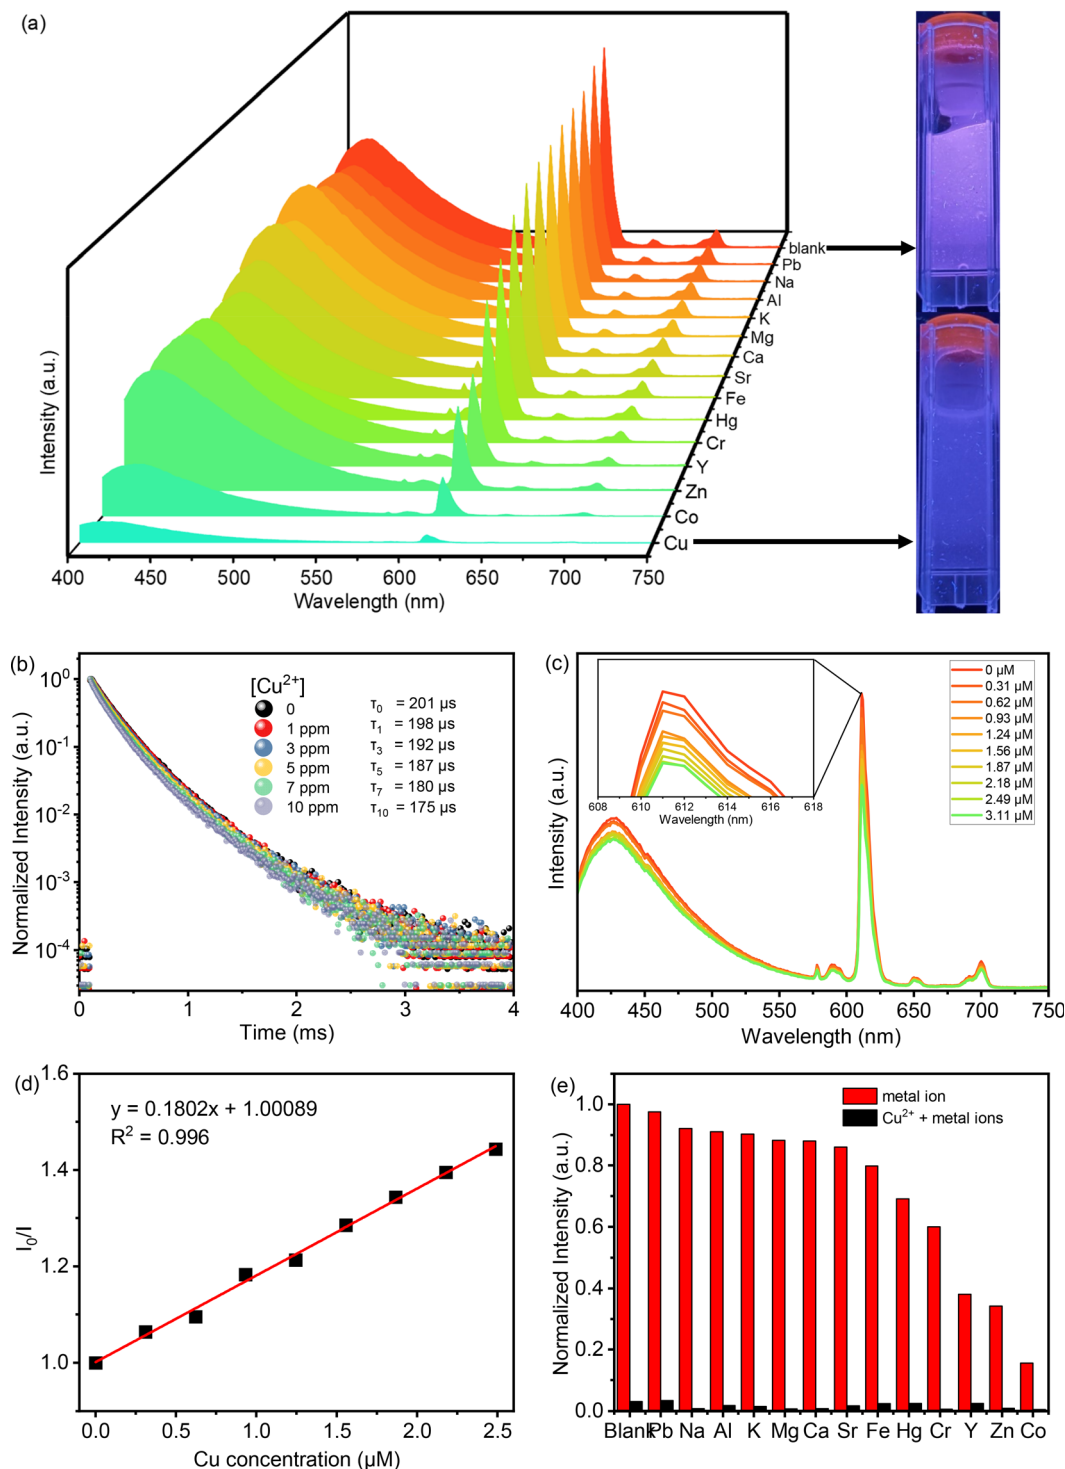 (a)
Intensity (a.u.)
blank
Pb
Na
Al
K
Mg
Ca
Sr
Fe
Hg
Cr
Y
Zn
Co
Cu
400 450 500 550 600 650 700 750
Wavelength (nm)
(b)
Normalized Intensity (a.u.)
10⁰
10⁻¹
10⁻²
10⁻³
10⁻⁴
[Cu²⁺]
0
1 ppm
3 ppm
5 ppm
7 ppm
10 ppm
τ₀ = 201 µs
τ₁ = 198 µs
τ₃ = 192 µs
τ₅ = 187 µs
τ₇ = 180 µs
τ₁₀ = 175 µs
0 1 2 3 4
Time (ms)
(c)
Intensity (a.u.)
608 610 612 614 616 618
Wavelength (nm)
0 µM
0.31 µM
0.62 µM
0.93 µM
1.24 µM
1.56 µM
1.87 µM
2.18 µM
2.49 µM
3.11 µM
400 450 500 550 600 650 700 750
Wavelength (nm)
(d)
I₀/I
1.6
1.4
1.2
1.0
y = 0.1802x + 1.00089
R² = 0.996
0.0 0.5 1.0 1.5 2.0 2.5
Cu concentration (µM)
(e)
Normalized Intensity (a.u.)
1.0
0.8
0.6
0.4
0.2
0.0
metal ion
Cu²⁺ + metal ions
Blank Pb Na Al K Mg Ca Sr Fe Hg Cr Y Zn Co